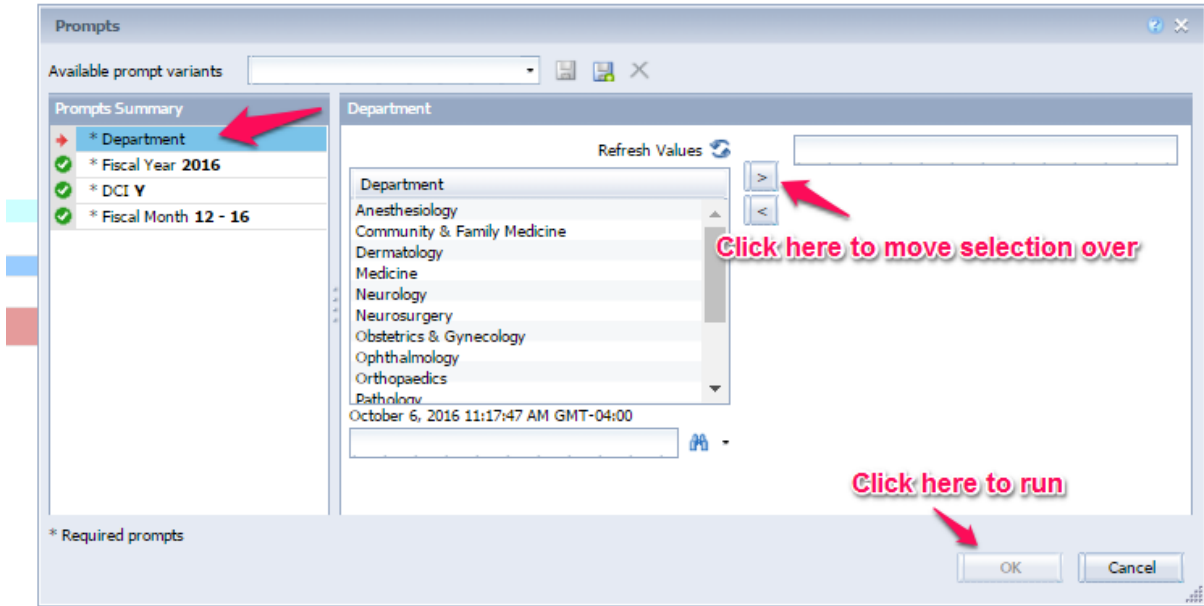 Prompts
Available prompt variants
Prompts Summary
* Department
* Fiscal Year 2016
* DCI Y
* Fiscal Month 12 - 16
Department
Refresh Values
Department
Anesthesiology
Community & Family Medicine
Dermatology
Medicine
Neurology
Neurosurgery
Obstetrics & Gynecology
Ophthalmology
Orthopaedics
Pathology
October 6, 2016 11:17:47 AM GMT-04:00
>
<
Click here to move selection over
Click here to run
* Required prompts
OK
Cancel